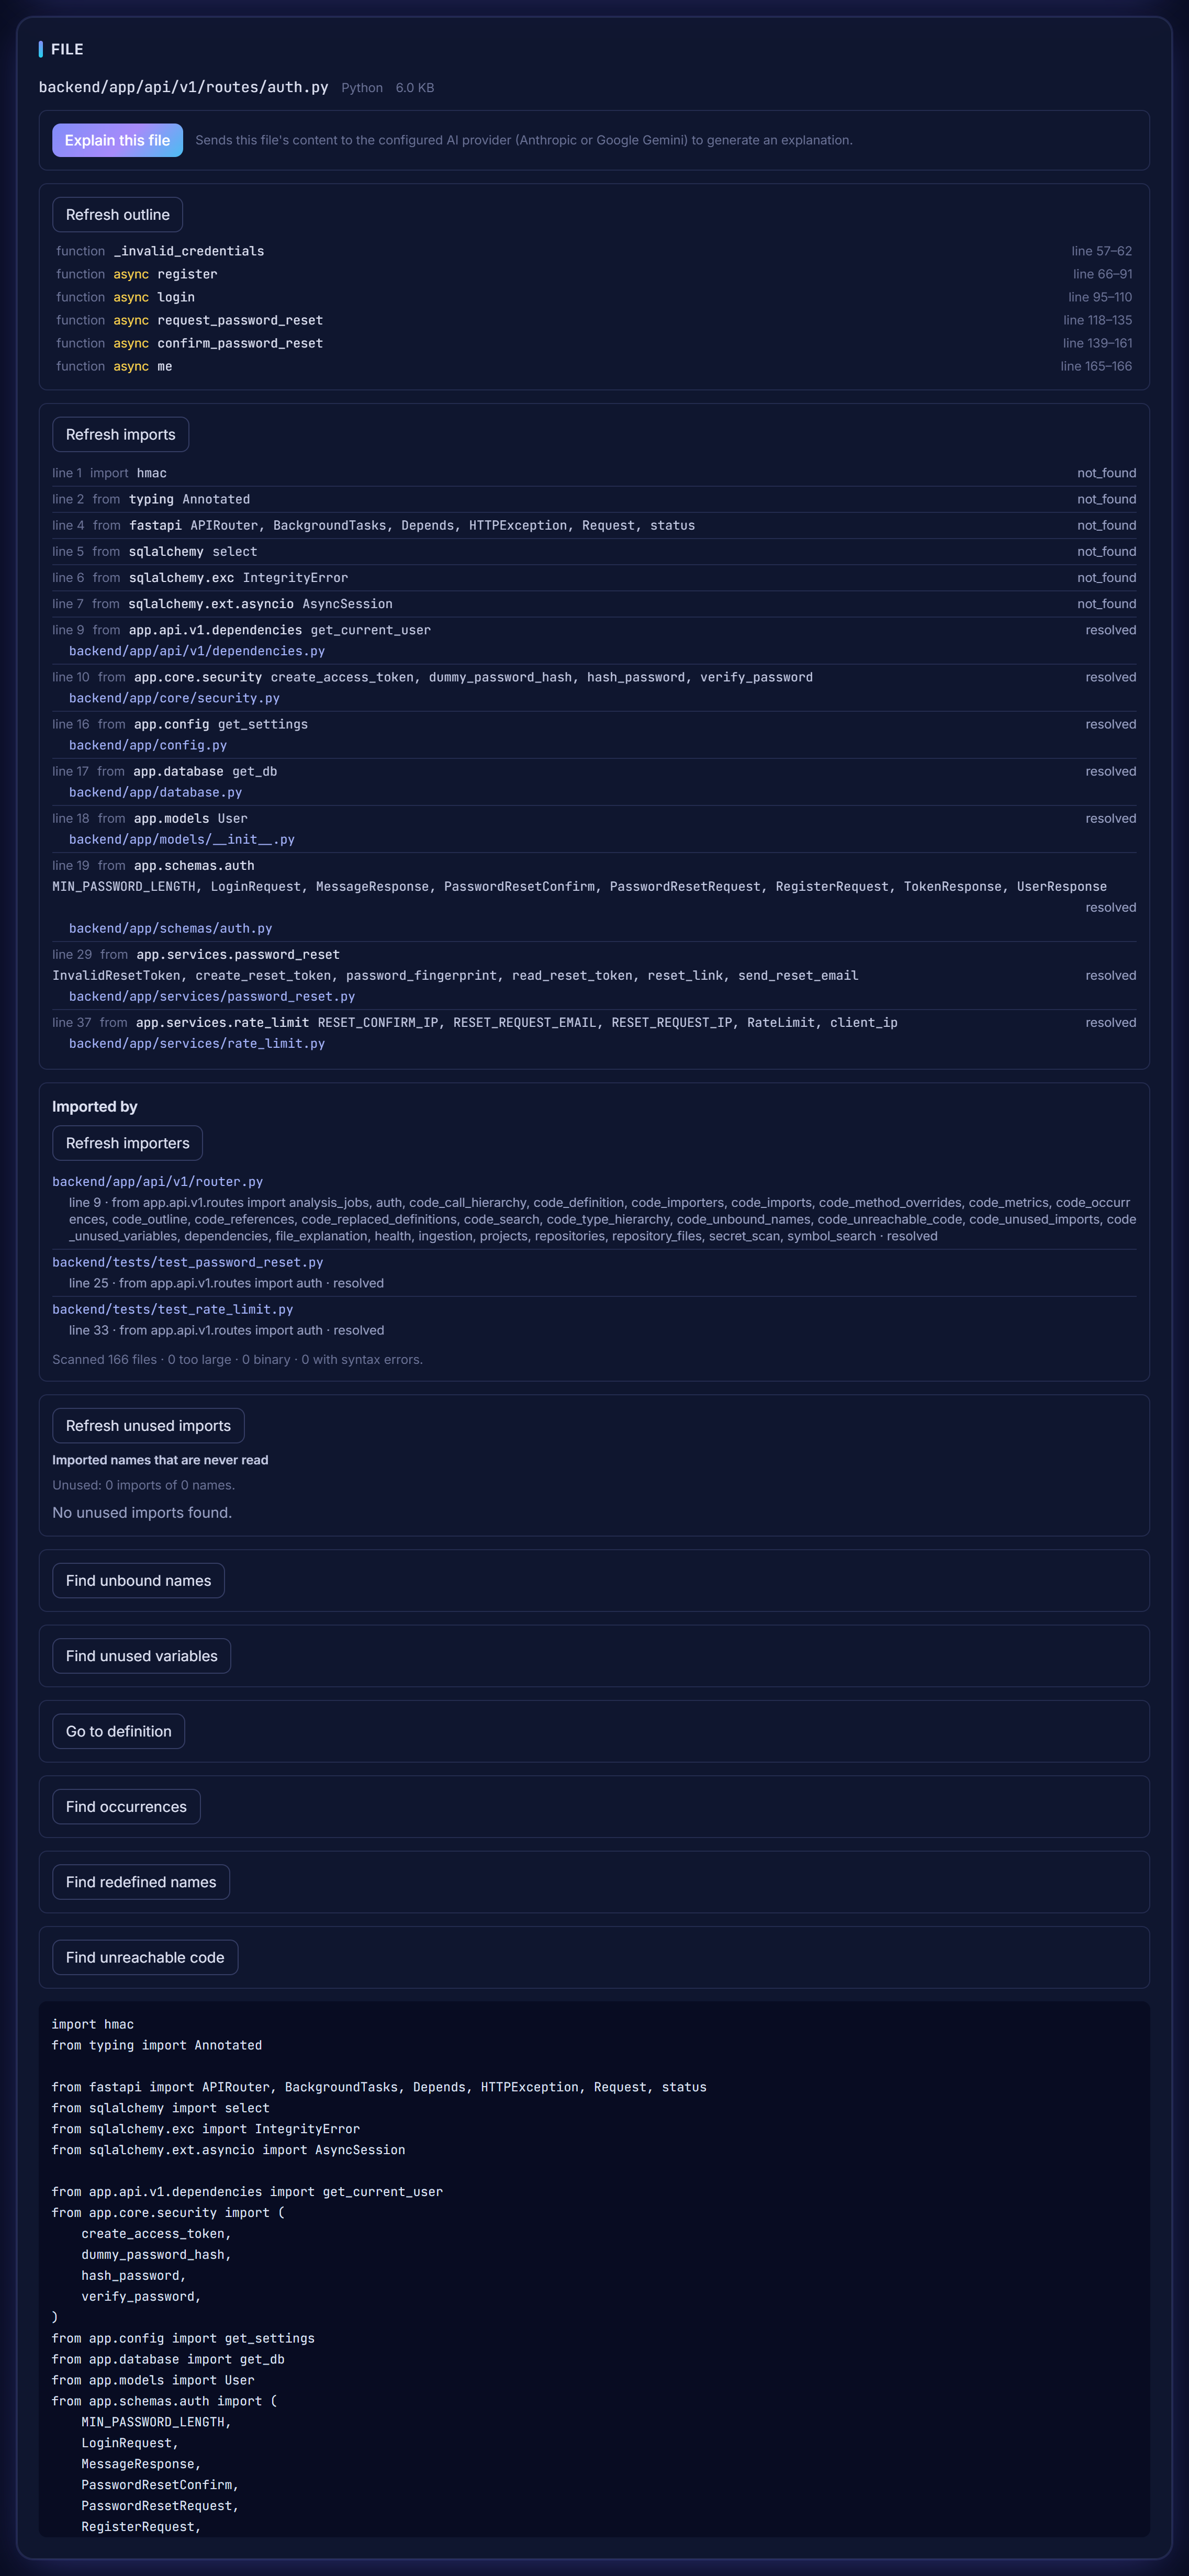 FILE
backend/app/api/v1/routes/auth.py Python 6.0 KB
Explain this file Sends this file's content to the configured AI provider (Anthropic or Google Gemini) to generate an explanation.
Refresh outline
function _invalid_credentials line 57–62
function async register line 66–91
function async login line 95–110
function async request_password_reset line 118–135
function async confirm_password_reset line 139–161
function async me line 165–166
Refresh imports
line 1 import hmac not_found
line 2 from typing Annotated not_found
line 4 from fastapi APIRouter, BackgroundTasks, Depends, HTTPException, Request, status not_found
line 5 from sqlalchemy select not_found
line 6 from sqlalchemy.exc IntegrityError not_found
line 7 from sqlalchemy.ext.asyncio AsyncSession not_found
line 9 from app.api.v1.dependencies get_current_user resolved
backend/app/api/v1/dependencies.py
line 10 from app.core.security create_access_token, dummy_password_hash, hash_password, verify_password resolved
backend/app/core/security.py
line 16 from app.config get_settings resolved
backend/app/config.py
line 17 from app.database get_db resolved
backend/app/database.py
line 18 from app.models User resolved
backend/app/models/__init__.py
line 19 from app.schemas.auth
MIN_PASSWORD_LENGTH, LoginRequest, MessageResponse, PasswordResetConfirm, PasswordResetRequest, RegisterRequest, TokenResponse, UserResponse
resolved
backend/app/schemas/auth.py
line 29 from app.services.password_reset
InvalidResetToken, create_reset_token, password_fingerprint, read_reset_token, reset_link, send_reset_email resolved
backend/app/services/password_reset.py
line 37 from app.services.rate_limit RESET_CONFIRM_IP, RESET_REQUEST_EMAIL, RESET_REQUEST_IP, RateLimit, client_ip resolved
backend/app/services/rate_limit.py
Imported by
Refresh importers
backend/app/api/v1/router.py
line 9 · from app.api.v1.routes import analysis_jobs, auth, code_call_hierarchy, code_definition, code_importers, code_imports, code_method_overrides, code_metrics, code_occurr
ences, code_outline, code_references, code_replaced_definitions, code_search, code_type_hierarchy, code_unbound_names, code_unreachable_code, code_unused_imports, code
_unused_variables, dependencies, file_explanation, health, ingestion, projects, repositories, repository_files, secret_scan, symbol_search · resolved
backend/tests/test_password_reset.py
line 25 · from app.api.v1.routes import auth · resolved
backend/tests/test_rate_limit.py
line 33 · from app.api.v1.routes import auth · resolved
Scanned 166 files · 0 too large · 0 binary · 0 with syntax errors.
Refresh unused imports
Imported names that are never read
Unused: 0 imports of 0 names.
No unused imports found.
Find unbound names
Find unused variables
Go to definition
Find occurrences
Find redefined names
Find unreachable code
import hmac
from typing import Annotated
from fastapi import APIRouter, BackgroundTasks, Depends, HTTPException, Request, status
from sqlalchemy import select
from sqlalchemy.exc import IntegrityError
from sqlalchemy.ext.asyncio import AsyncSession
from app.api.v1.dependencies import get_current_user
from app.core.security import (
create_access_token,
dummy_password_hash,
hash_password,
verify_password,
)
from app.config import get_settings
from app.database import get_db
from app.models import User
from app.schemas.auth import (
MIN_PASSWORD_LENGTH,
LoginRequest,
MessageResponse,
PasswordResetConfirm,
PasswordResetRequest,
RegisterRequest,